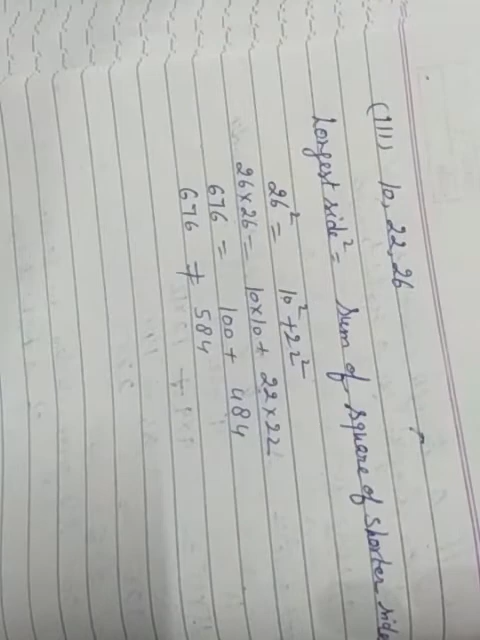 (III) 10, 22, 26
Longest side² = Sum of square of shorter side
26² = 10² + 22²
26×26 = 10×10 + 22×22
676 = 100 + 484
676 ≠ 584